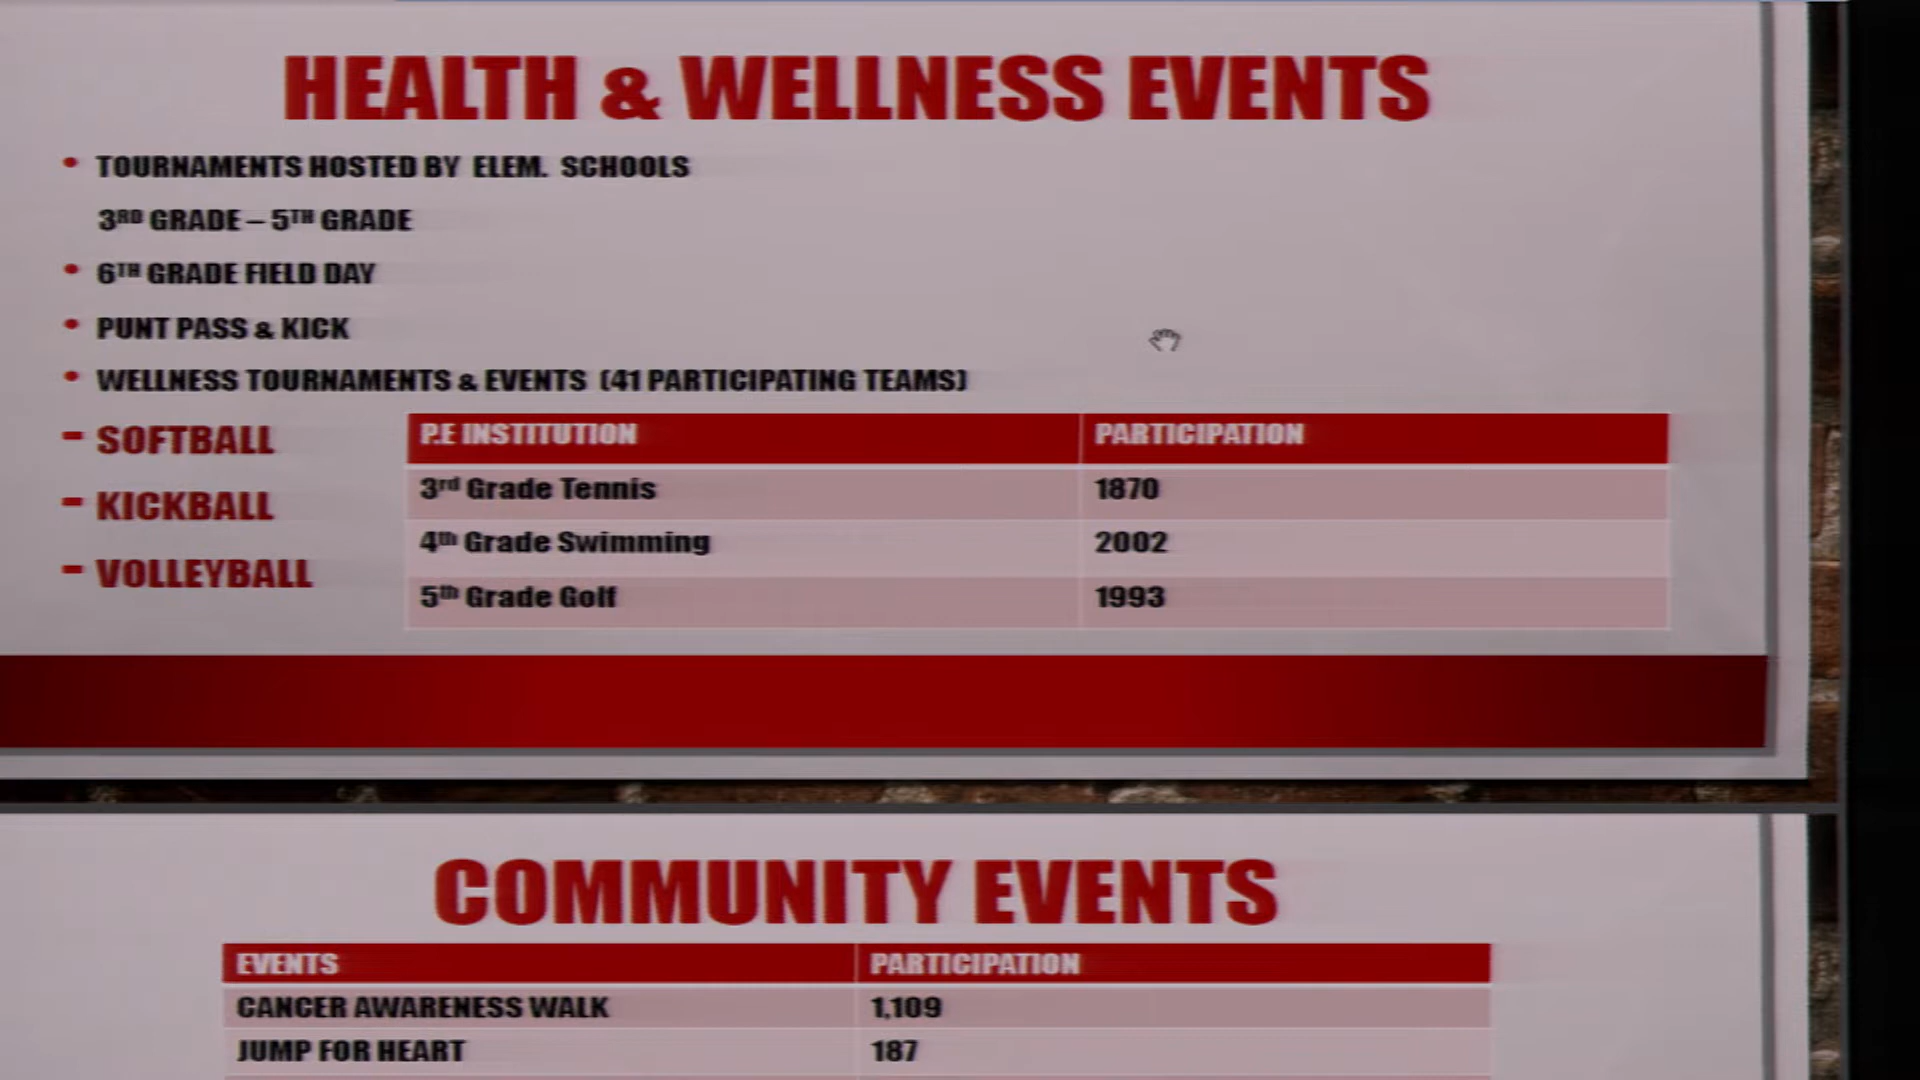 HEALTH & WELLNESS EVENTS
• TOURNAMENTS HOSTED BY ELEM. SCHOOLS
3RD GRADE – 5TH GRADE
• 6TH GRADE FIELD DAY
• PUNT PASS & KICK
• WELLNESS TOURNAMENTS & EVENTS (41 PARTICIPATING TEAMS)
- SOFTBALL
- KICKBALL
- VOLLEYBALL
P.E INSTITUTION PARTICIPATION
3rd Grade Tennis 1870
4th Grade Swimming 2002
5th Grade Golf 1993
COMMUNITY EVENTS
EVENTS PARTICIPATION
CANCER AWARENESS WALK 1,109
JUMP FOR HEART 187